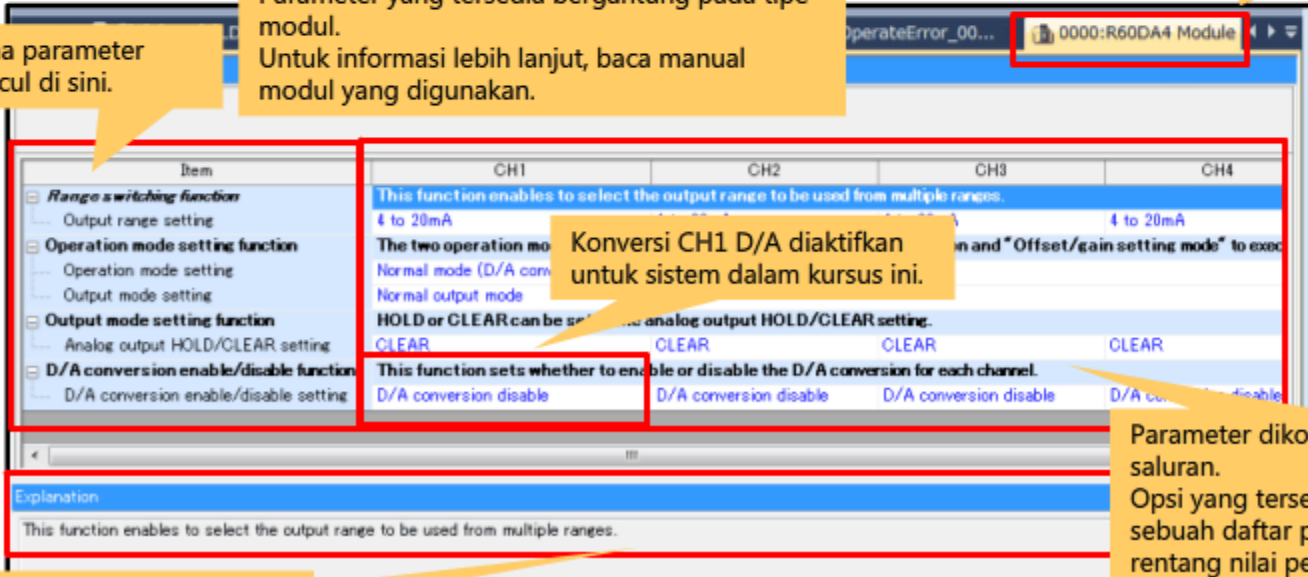 Parameter yang tersedia bergantung pada tipe
modul.
Untuk informasi lebih lanjut, baca manual
modul yang digunakan.
perateError_00...
0000:R60DA4 Module
parameter
di sini.
Item CH1 CH2 CH3 CH4
Range switching function This function enables to select the output range to be used from multiple ranges.
Output range setting 4 to 20mA 4 to 20mA
Operation mode setting function The two operation mo on and "Offset/gain setting mode" to exec
Operation mode setting Normal mode (D/A conv
Output mode setting Normal output mode
Konversi CH1 D/A diaktifkan
untuk sistem dalam kursus ini.
Output mode setting function HOLD or CLEAR can be analog output HOLD/CLEAR setting.
Analog output HOLD/CLEAR setting CLEAR CLEAR CLEAR CLEAR
D/A conversion enable/disable function This function sets whether to enable or disable the D/A conversion for each channel.
D/A conversion enable/disable setting D/A conversion disable D/A conversion disable D/A conversion disable D/A disable
Parameter diko
saluran.
Opsi yang terse
sebuah daftar p
rentang nilai pe
Explanation
This function enables to select the output range to be used from multiple ranges.